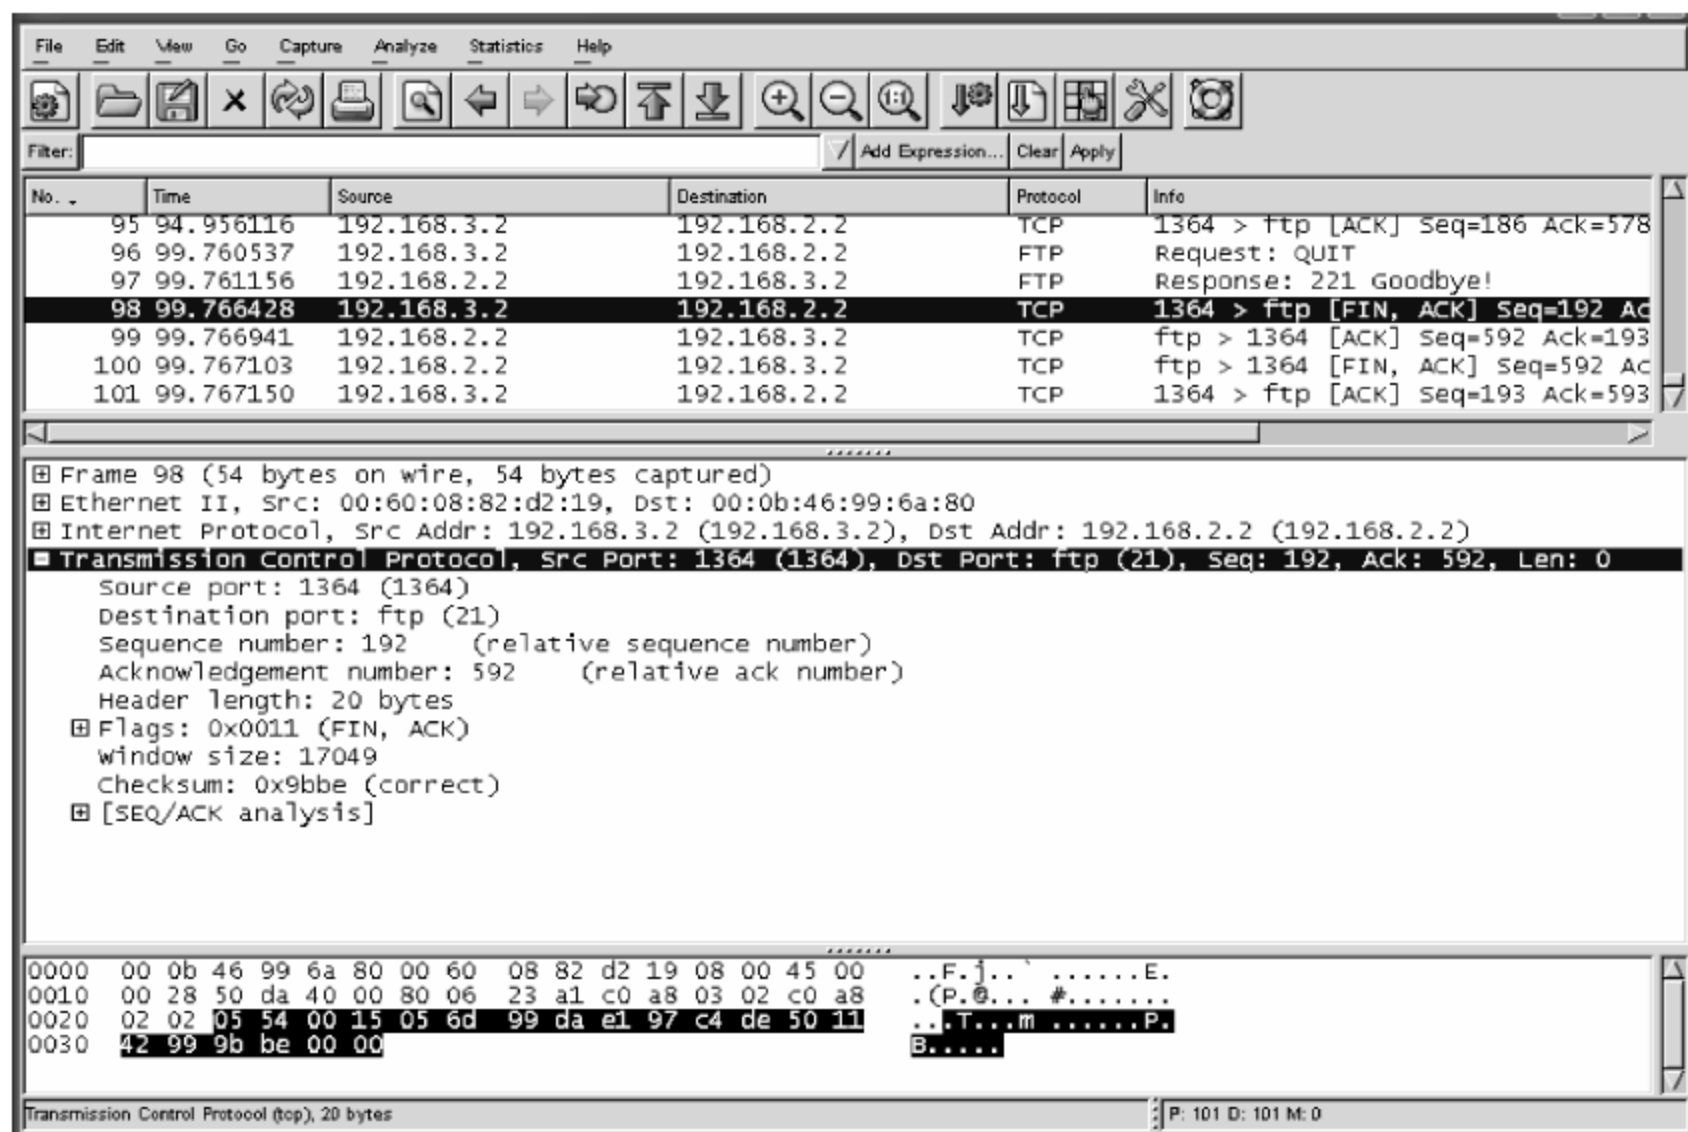 File Edit View Go Capture Analyze Statistics Help
Filter: Add Expression... Clear Apply
No. Time Source Destination Protocol Info
95 94.956116 192.168.3.2 192.168.2.2 TCP 1364 > ftp [ACK] Seq=186 Ack=578
96 99.760537 192.168.3.2 192.168.2.2 FTP Request: QUIT
97 99.761156 192.168.2.2 192.168.3.2 FTP Response: 221 Goodbye!
98 99.766428 192.168.3.2 192.168.2.2 TCP 1364 > ftp [FIN, ACK] Seq=192 Ac
99 99.766941 192.168.2.2 192.168.3.2 TCP ftp > 1364 [ACK] Seq=592 Ack=193
100 99.767103 192.168.2.2 192.168.3.2 TCP ftp > 1364 [FIN, ACK] Seq=592 Ac
101 99.767150 192.168.3.2 192.168.2.2 TCP 1364 > ftp [ACK] Seq=193 Ack=593
Frame 98 (54 bytes on wire, 54 bytes captured)
Ethernet II, Src: 00:60:08:82:d2:19, Dst: 00:0b:46:99:6a:80
Internet Protocol, Src Addr: 192.168.3.2 (192.168.3.2), Dst Addr: 192.168.2.2 (192.168.2.2)
Transmission Control Protocol, Src Port: 1364 (1364), Dst Port: ftp (21), Seq: 192, Ack: 592, Len: 0
Source port: 1364 (1364)
Destination port: ftp (21)
Sequence number: 192 (relative sequence number)
Acknowledgement number: 592 (relative ack number)
Header length: 20 bytes
Flags: 0x0011 (FIN, ACK)
Window size: 17049
Checksum: 0x9bbe (correct)
[SEQ/ACK analysis]
0000 00 0b 46 99 6a 80 00 60 08 82 d2 19 08 00 45 00 ..F.j..` ......E.
0010 00 28 50 da 40 00 80 06 23 a1 c0 a8 03 02 c0 a8 .(P.@... #.......
0020 02 02 05 54 00 15 05 6d 99 da e1 97 c4 de 50 11 ...T...m ......P.
0030 42 99 9b be 00 00 B.....
Transmission Control Protocol (tcp), 20 bytes P: 101 D: 101 M: 0